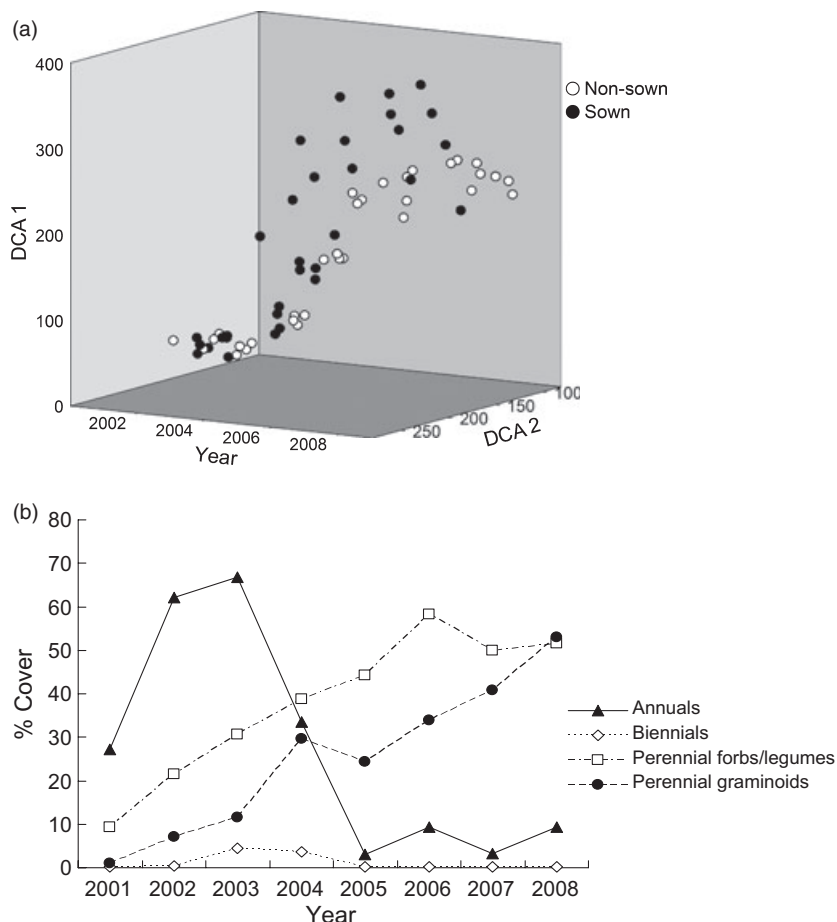 (a)
400
300
200
100
0
DCA 1
2002
2004
2006
2008
Year
250
200
150
100
DCA 2
Non-sown
Sown
(b)
80
70
60
50
40
30
20
10
0
% Cover
2001 2002 2003 2004 2005 2006 2007 2008
Year
Annuals
Biennials
Perennial forbs/legumes
Perennial graminoids